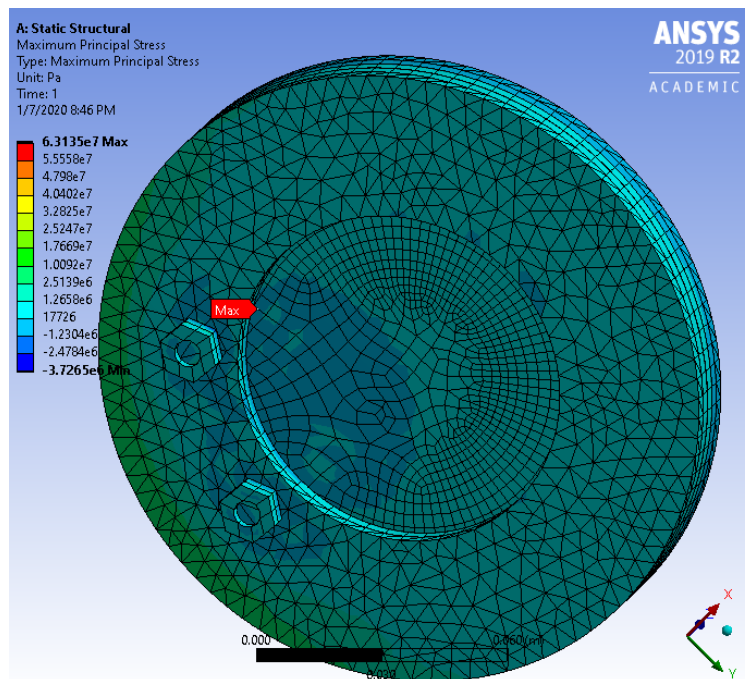 A: Static Structural
Maximum Principal Stress
Type: Maximum Principal Stress
Unit: Pa
Time: 1
1/7/2020 8:46 PM
ANSYS
2019 R2
ACADEMIC
6.3135e7 Max
5.5558e7
4.798e7
4.0402e7
3.2825e7
2.5247e7
1.7669e7
1.0092e7
2.5139e6
1.2658e6
17726
-1.2304e6
-2.4784e6
-3.7265e6 Min
Max
0.000
0.060 (m)
0.030
X
Y